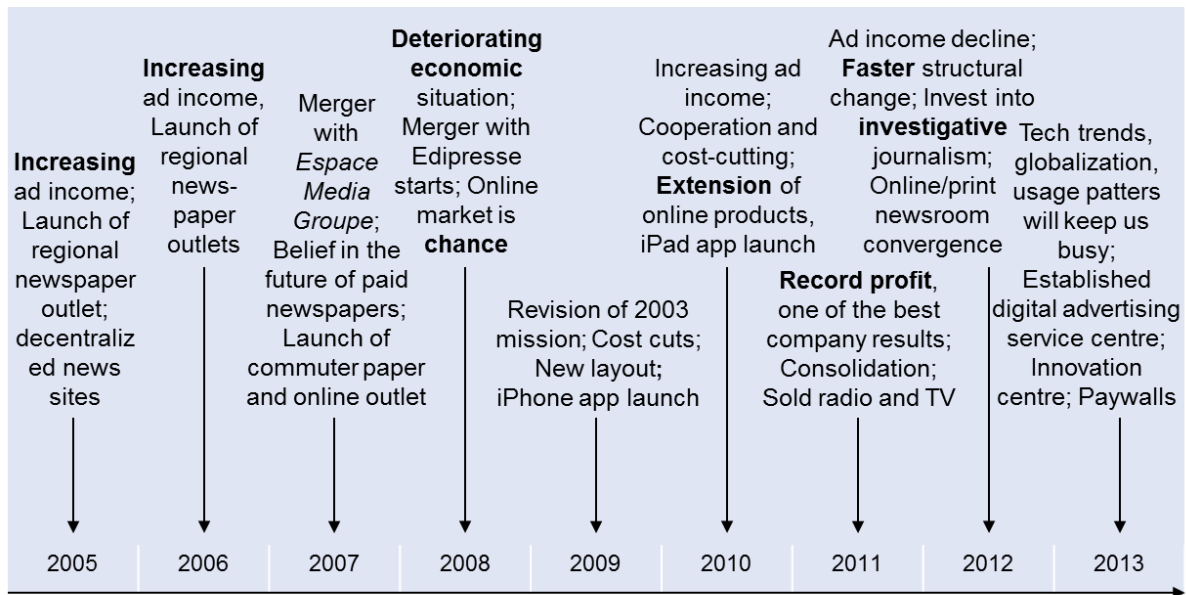 Increasing
ad income;
Launch of
regional
newspaper
outlet;
decentraliz
ed news
sites
Increasing
ad income,
Launch of
regional
news-
paper
outlets
Merger
with
Espace
Media
Groupe;
Belief in the
future of paid
newspapers;
Launch of
commuter paper
and online outlet
Deteriorating
economic
situation;
Merger with
Edipresse
starts; Online
market is
chance
Revision of 2003
mission; Cost cuts;
New layout;
iPhone app launch
Increasing ad
income;
Cooperation and
cost-cutting;
Extension of
online products,
iPad app launch
Record profit,
one of the best
company results;
Consolidation;
Sold radio and TV
Ad income decline;
Faster structural
change; Invest into
investigative
journalism;
Online/print
newsroom
convergence
Tech trends,
globalization,
usage patters
will keep us
busy;
Established
digital advertising
service centre;
Innovation
centre; Paywalls
2005 2006 2007 2008 2009 2010 2011 2012 2013